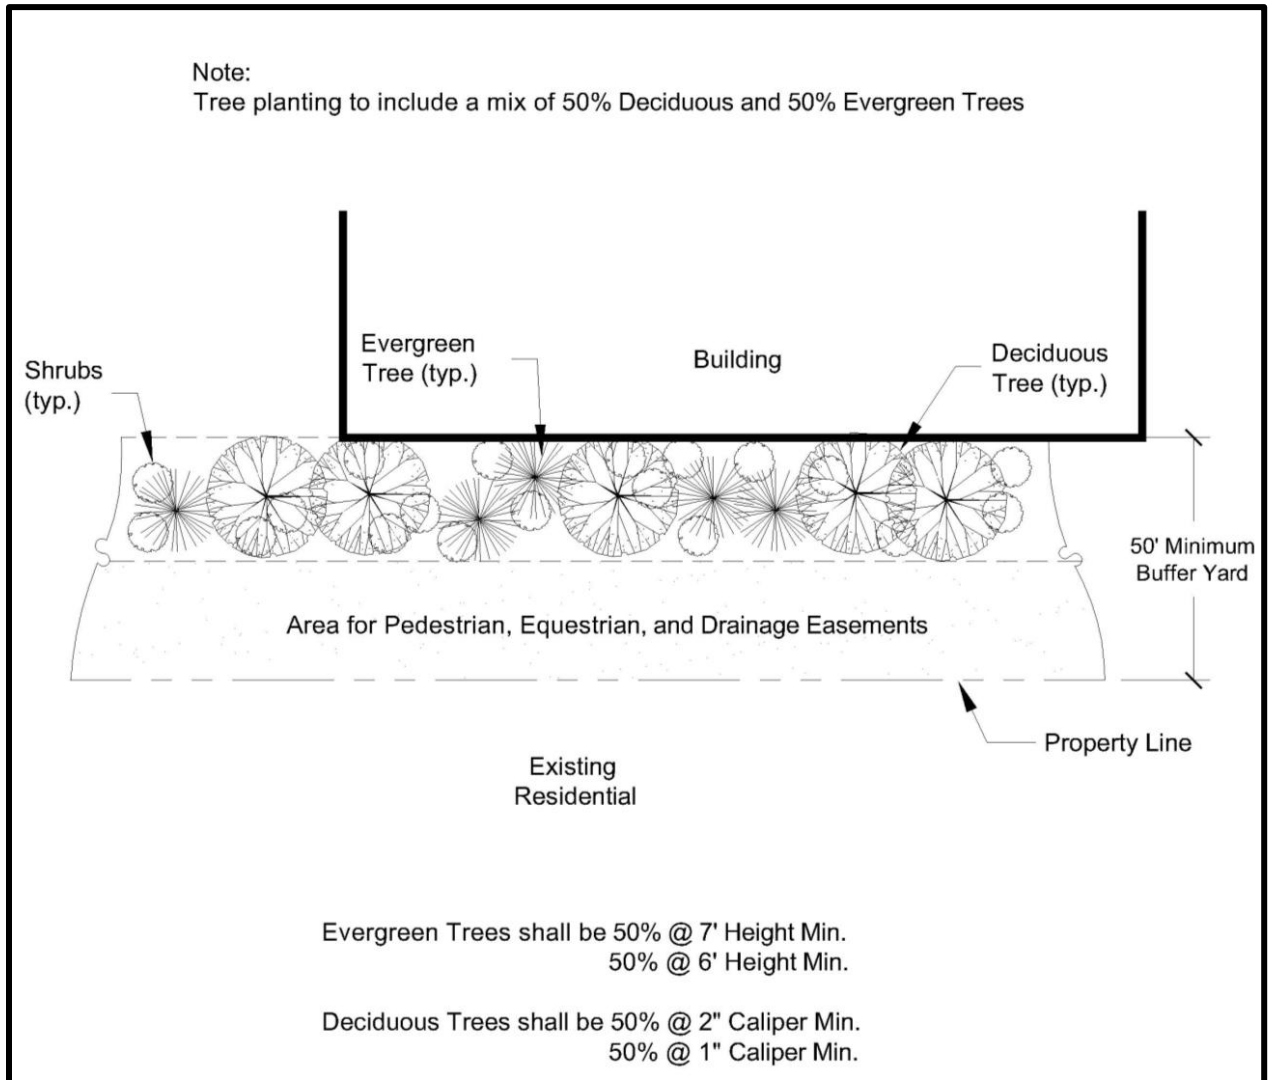 Note:
Tree planting to include a mix of 50% Deciduous and 50% Evergreen Trees
Evergreen
Tree (typ.)
Building
Deciduous
Tree (typ.)
Shrubs
(typ.)
50' Minimum
Buffer Yard
Area for Pedestrian, Equestrian, and Drainage Easements
Property Line
Existing
Residential
Evergreen Trees shall be 50% @ 7' Height Min.
50% @ 6' Height Min.
Deciduous Trees shall be 50% @ 2" Caliper Min.
50% @ 1" Caliper Min.